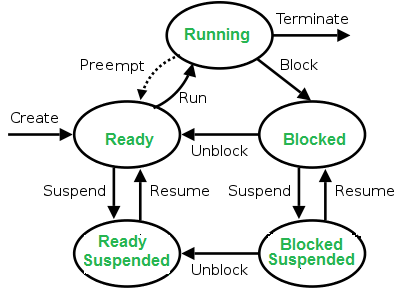 Terminate
Running
Preempt
Block
Run
Create
Ready
Blocked
Unblock
Suspend
Resume
Suspend
Resume
Ready
Suspended
Blocked
Suspended
Unblock